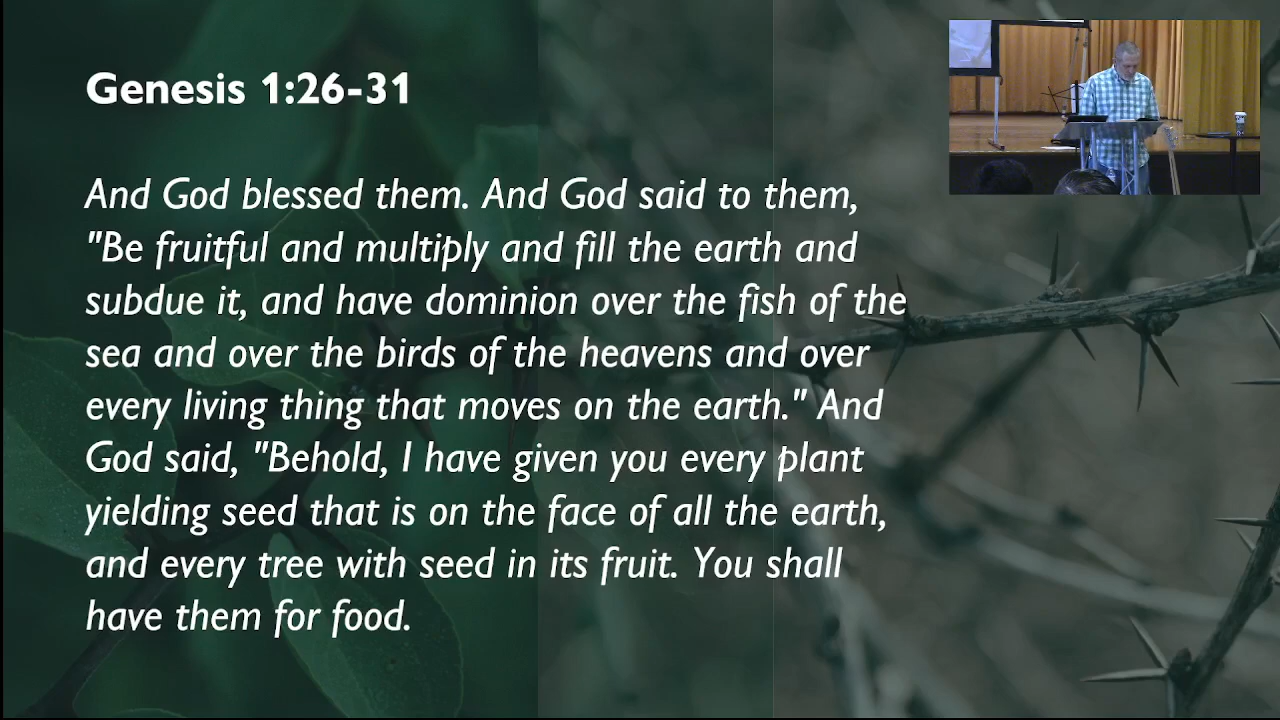 Genesis 1:26-31
And God blessed them. And God said to them,
"Be fruitful and multiply and fill the earth and
subdue it, and have dominion over the fish of the
sea and over the birds of the heavens and over
every living thing that moves on the earth." And
God said, "Behold, I have given you every plant
yielding seed that is on the face of all the earth,
and every tree with seed in its fruit. You shall
have them for food.